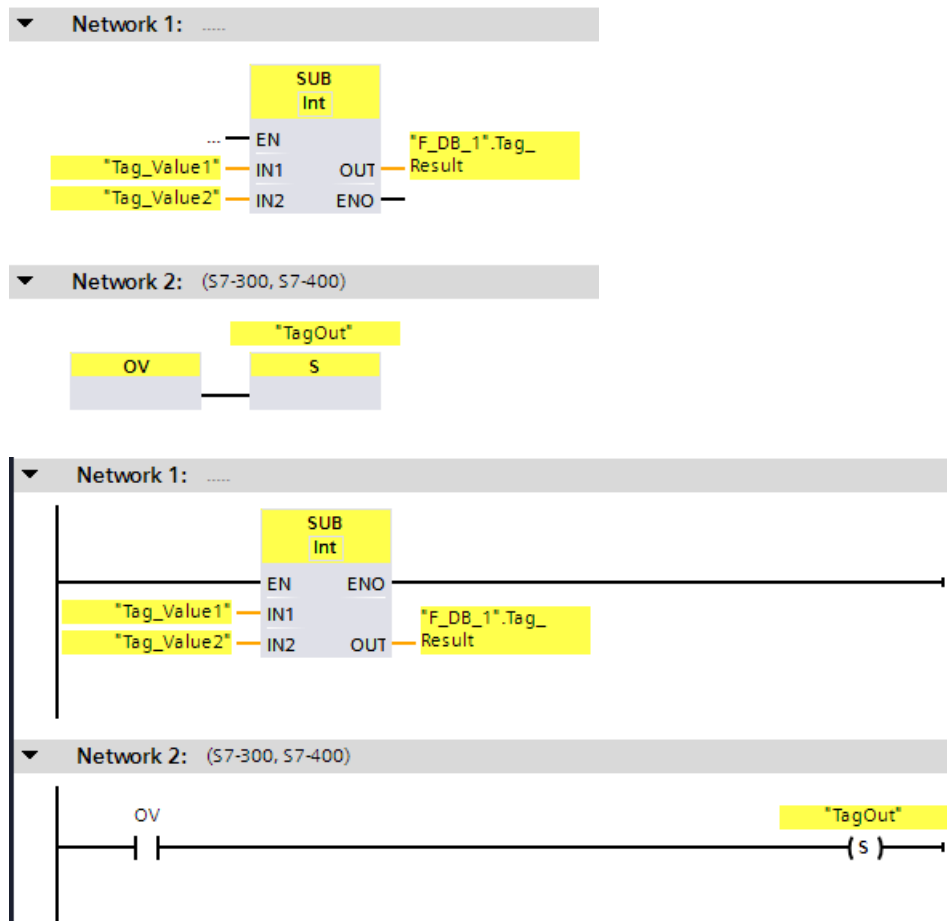 Network 1: .....
SUB
Int
... EN
"Tag_Value1" IN1 OUT "F_DB_1".Tag_
Result
"Tag_Value2" IN2 ENO
Network 2: (S7-300, S7-400)
"TagOut"
OV S
Network 1: .....
SUB
Int
EN ENO
"Tag_Value1" IN1 "F_DB_1".Tag_
"Tag_Value2" IN2 OUT Result
Network 2: (S7-300, S7-400)
OV "TagOut"
( S )